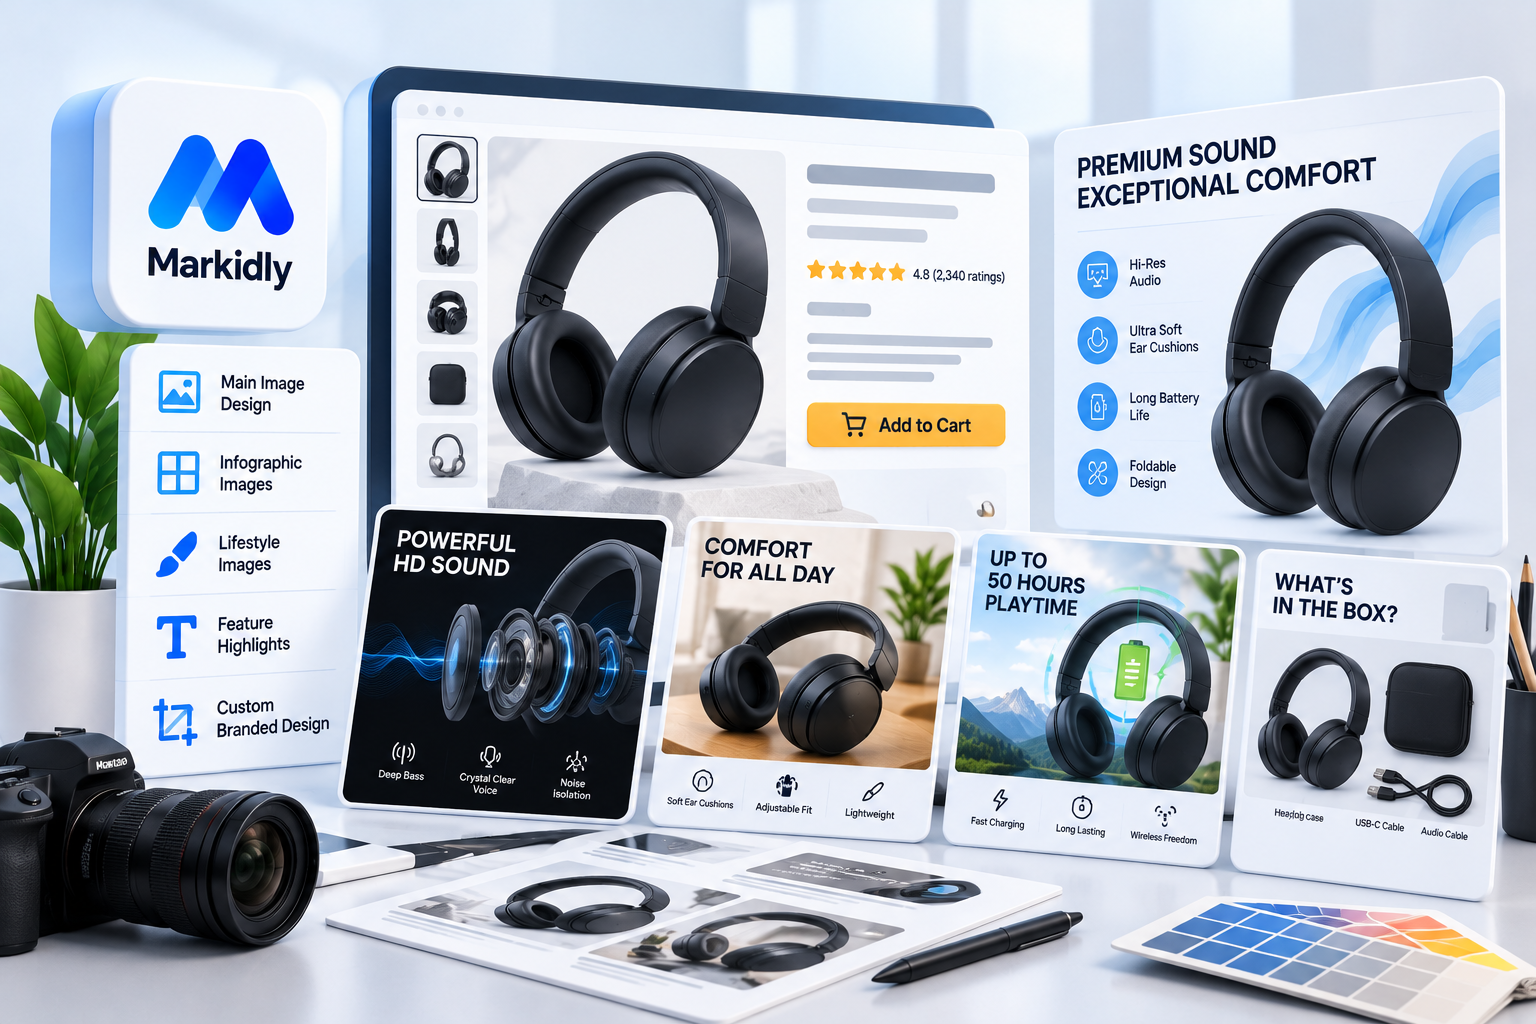 Markidly
Main Image
Design
Infographic
Images
Lifestyle
Images
Feature
Highlights
Custom
Branded Design
4.8 (2,340 ratings)
Add to Cart
PREMIUM SOUND
EXCEPTIONAL COMFORT
Hi-Res
Audio
Ultra Soft
Ear Cushions
Long Battery
Life
Foldable
Design
POWERFUL
HD SOUND
Deep Bass
Crystal Clear
Voice
Noise
Isolation
COMFORT
FOR ALL DAY
Soft Ear Cushions
Adjustable Fit
Lightweight
UP TO
50 HOURS
PLAYTIME
Fast Charging
Long Lasting
Wireless Freedom
WHAT'S
IN THE BOX?
case
USB-C Cable
Audio Cable